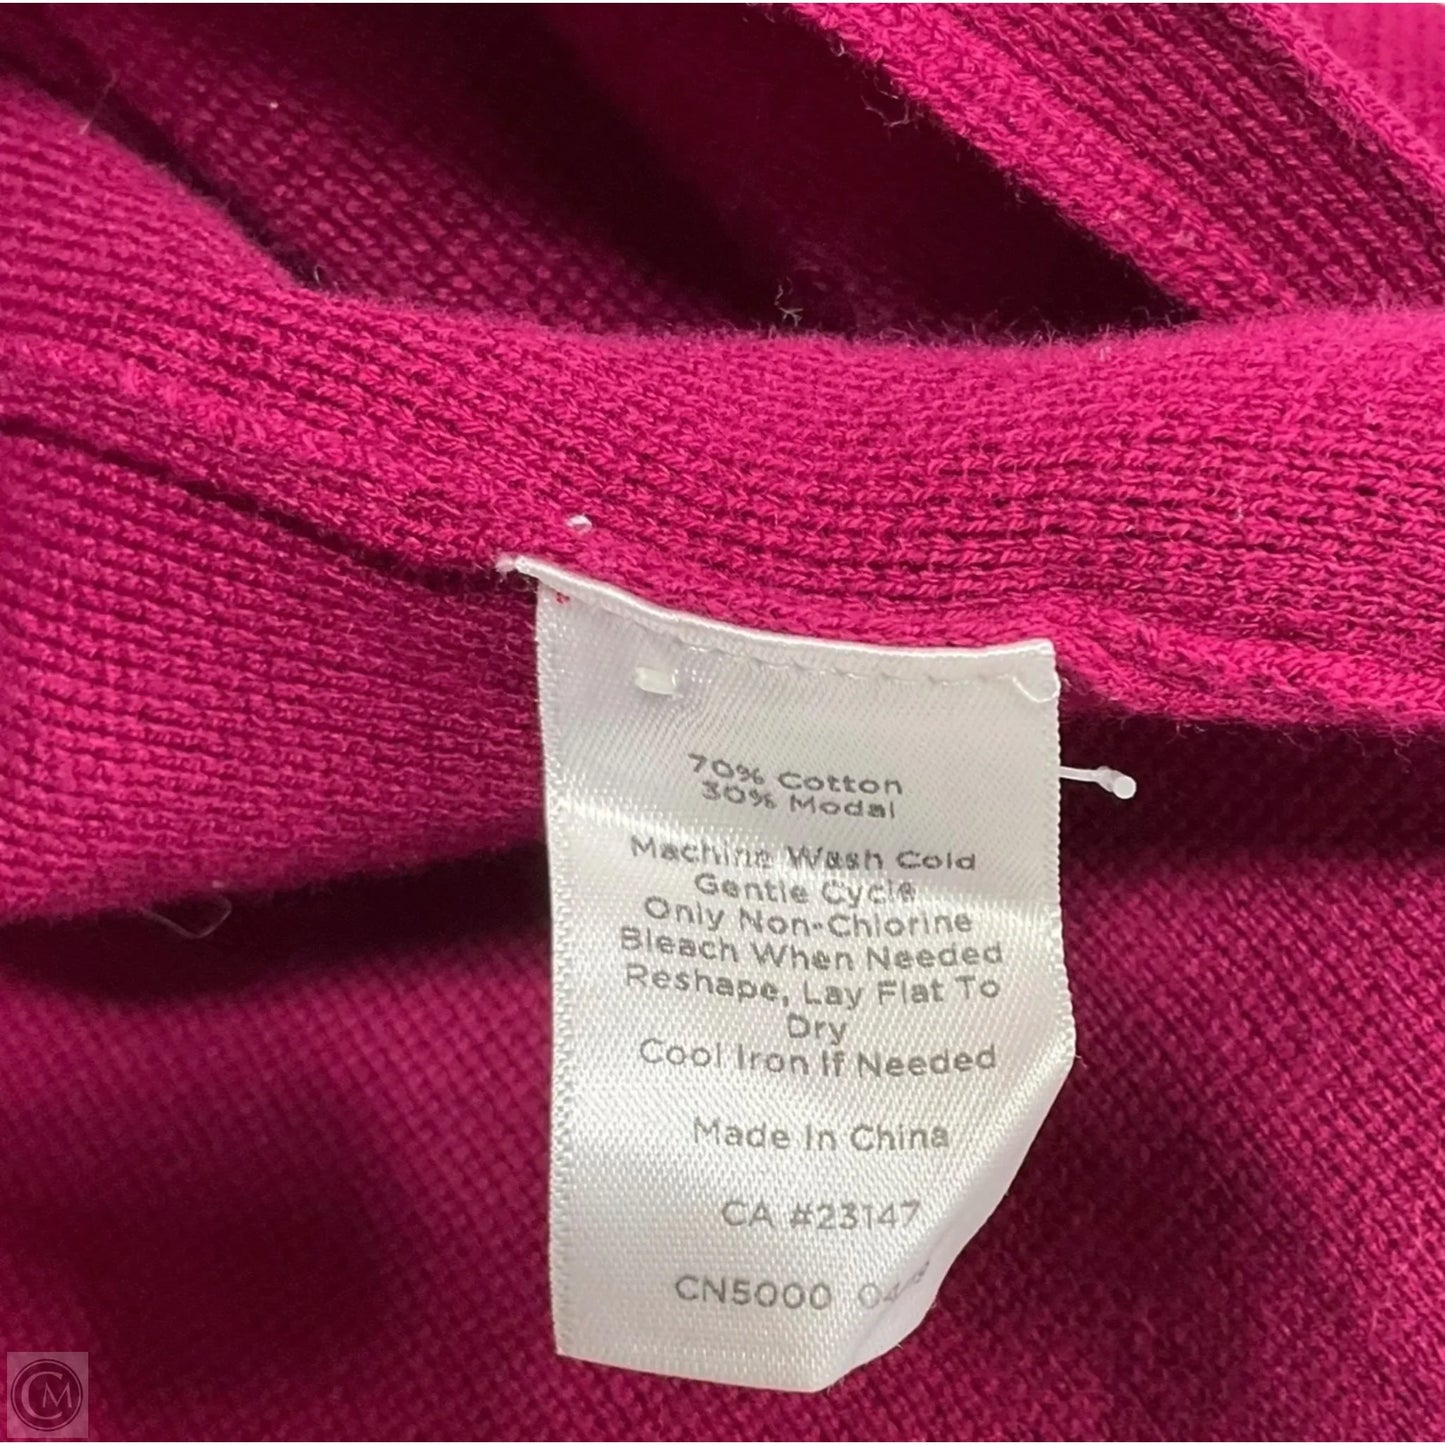 70% Cotton
30% Modal
Machine Wash Cold
Gentle Cycle
Only Non-Chlorine
Bleach When Needed
Reshape, Lay Flat To
Dry
Cool Iron If Needed
Made In China
CA #23147
CN5000
CM